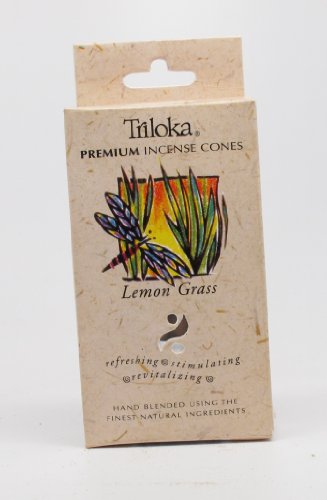 Triloka®
PREMIUM INCENSE CONES
Lemon Grass
refreshing stimulating
revitalizing
HAND BLENDED USING THE
FINEST NATURAL INGREDIENTS